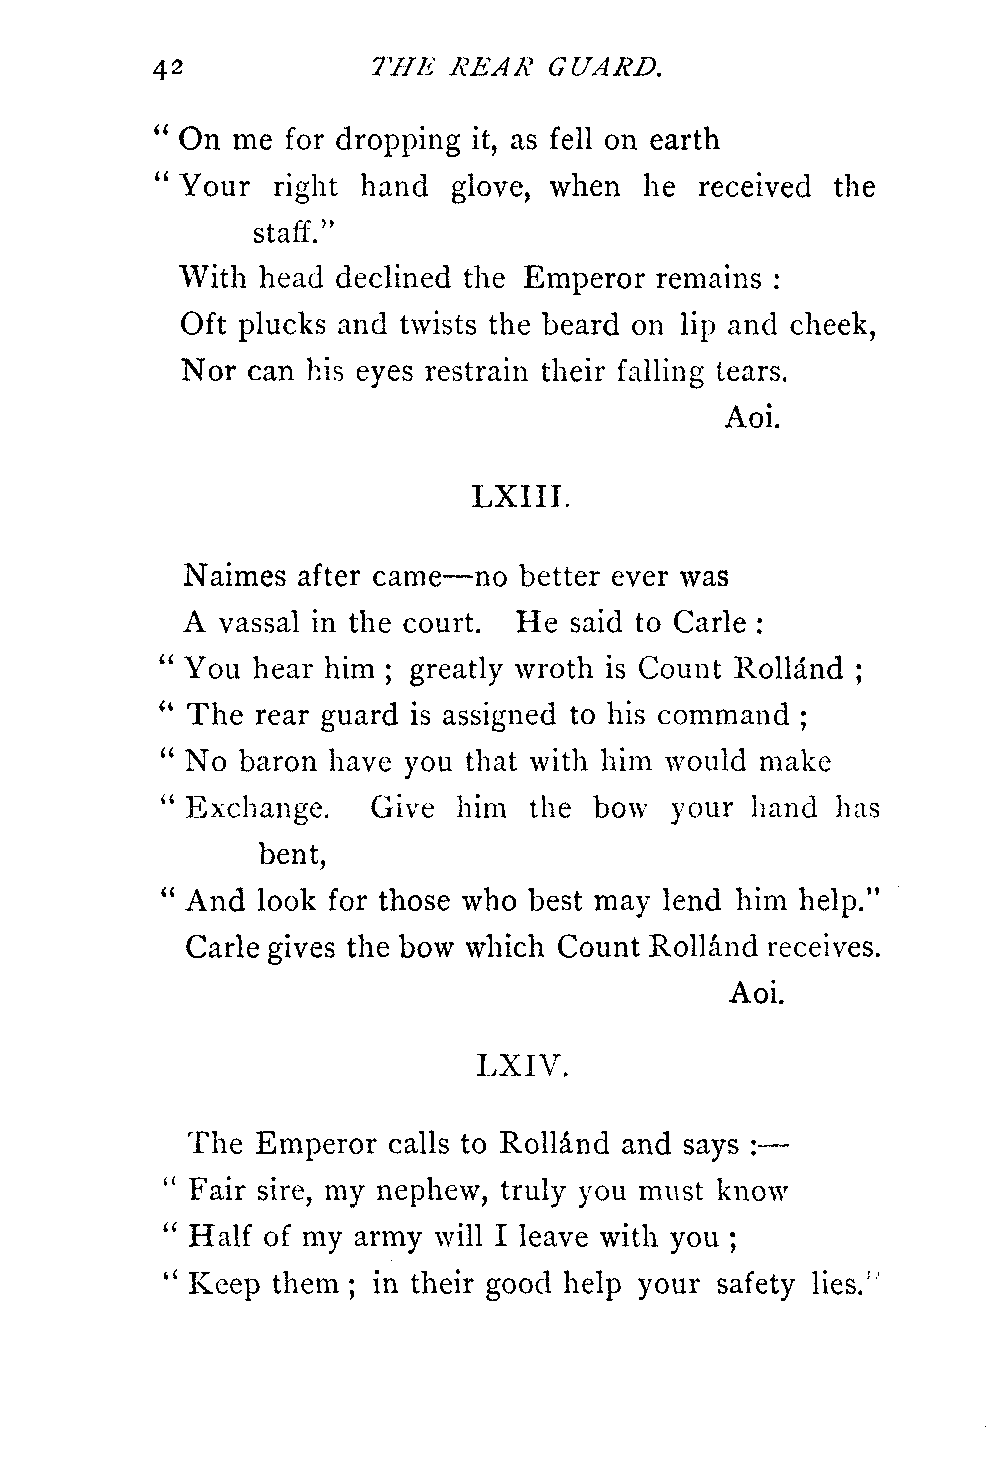 42 THE REAR GUARD.
“ On me for dropping it, as fell on earth
“ Your right hand glove, when he received the
staff.”
With head declined the Emperor remains :
Oft plucks and twists the beard on lip and cheek,
Nor can his eyes restrain their falling tears.
Aoi.
LXIII.
Naimes after came—no better ever was
A vassal in the court. He said to Carle :
“ You hear him ; greatly wroth is Count Rollánd ;
“ The rear guard is assigned to his command ;
“ No baron have you that with him would make
“ Exchange. Give him the bow your hand has
bent,
“ And look for those who best may lend him help.”
Carle gives the bow which Count Rollánd receives.
Aoi.
LXIV.
The Emperor calls to Rollánd and says :—
“ Fair sire, my nephew, truly you must know
“ Half of my army will I leave with you ;
“ Keep them ; in their good help your safety lies.”